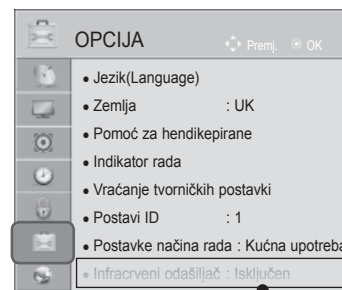 OPCIJA
Premj. OK
• Jezik(Language)
• Zemlja : UK
• Pomoć za hendikepirane
• Indikator rada
• Vraćanje tvorničkih postavki
• Postavi ID : 1
• Postavke načina rada : Kućna upotreba
• Infracrveni odašiljač : Isključen